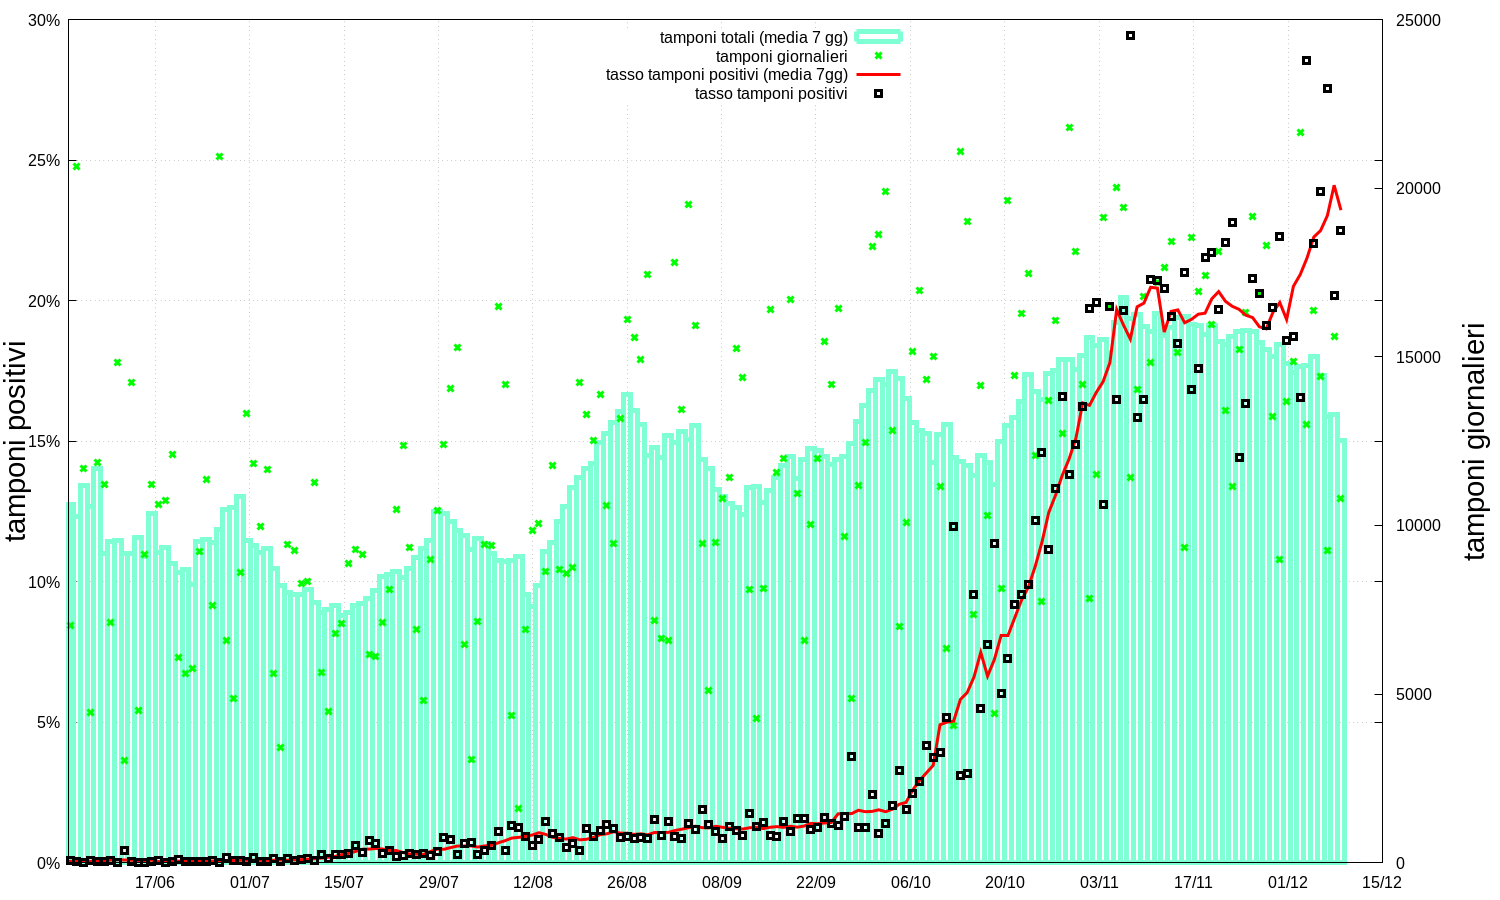 tamponi totali (media 7 gg)
tamponi giornalieri
tasso tamponi positivi (media 7gg)
tasso tamponi positivi
30%
25%
20%
15%
10%
5%
0%
tamponi positivi
25000
20000
15000
10000
5000
0
tamponi giornalieri
17/06 01/07 15/07 29/07 12/08 26/08 08/09 22/09 06/10 20/10 03/11 17/11 01/12 15/12